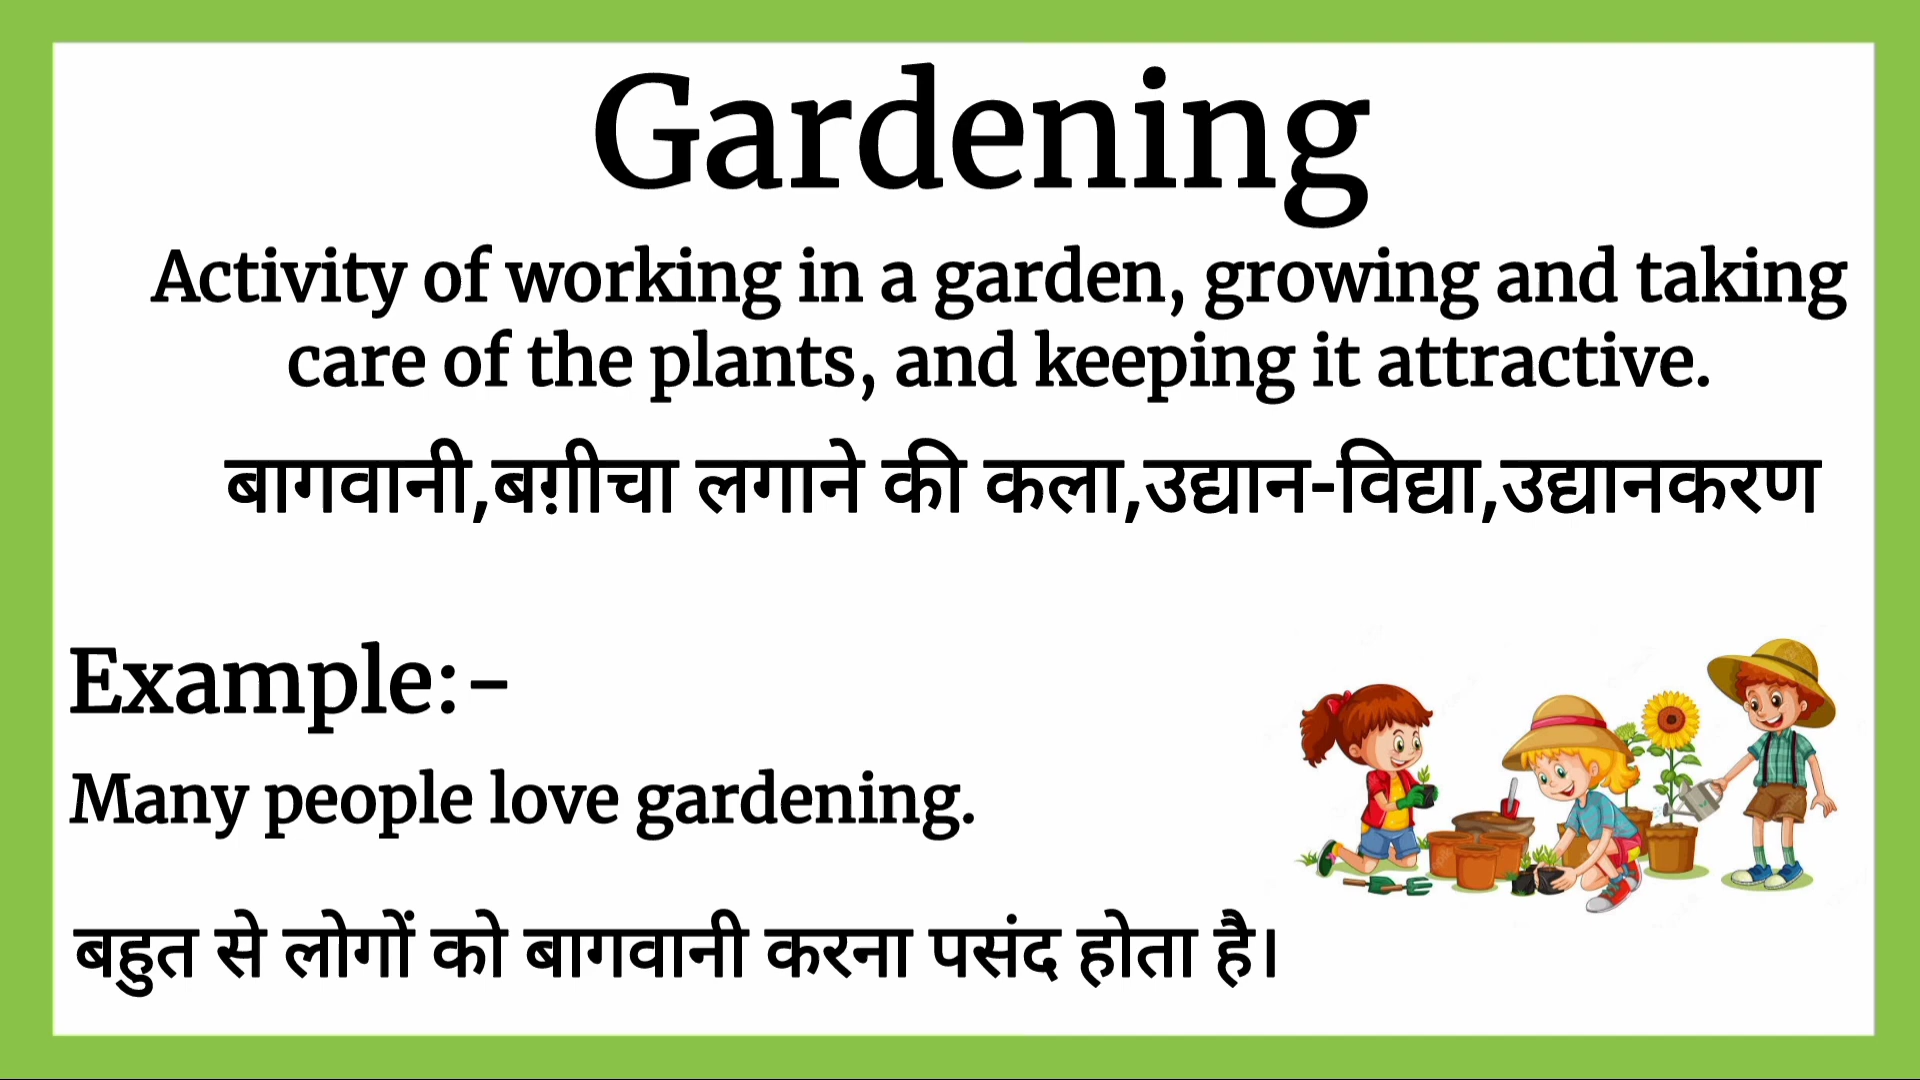 Gardening
Activity of working in a garden, growing and taking
care of the plants, and keeping it attractive.
बागवानी,बग़ीचा लगाने की कला,उद्यान-विद्या,उद्यानकरण
Example:-
Many people love gardening.
बहुत से लोगों को बागवानी करना पसंद होता है।